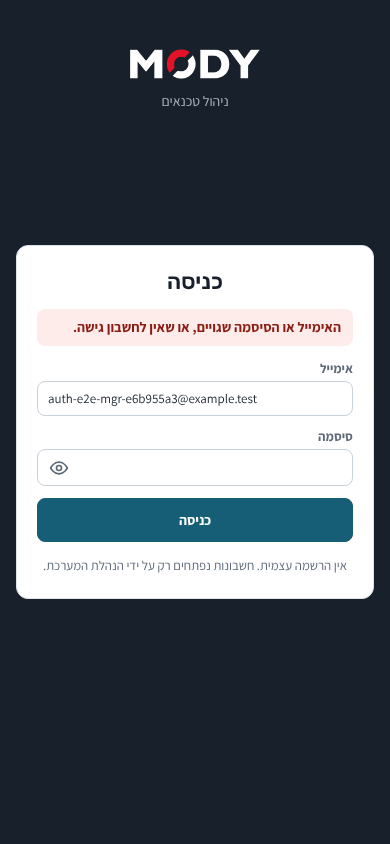 MODY
ניהול טכנאים
כניסה
האימייל או הסיסמה שגויים, או שאין לחשבון גישה.
אימייל
auth-e2e-mgr-e6b955a3@example.test
סיסמה
כניסה
אין הרשמה עצמית. חשבונות נפתחים רק על ידי הנהלת המערכת.